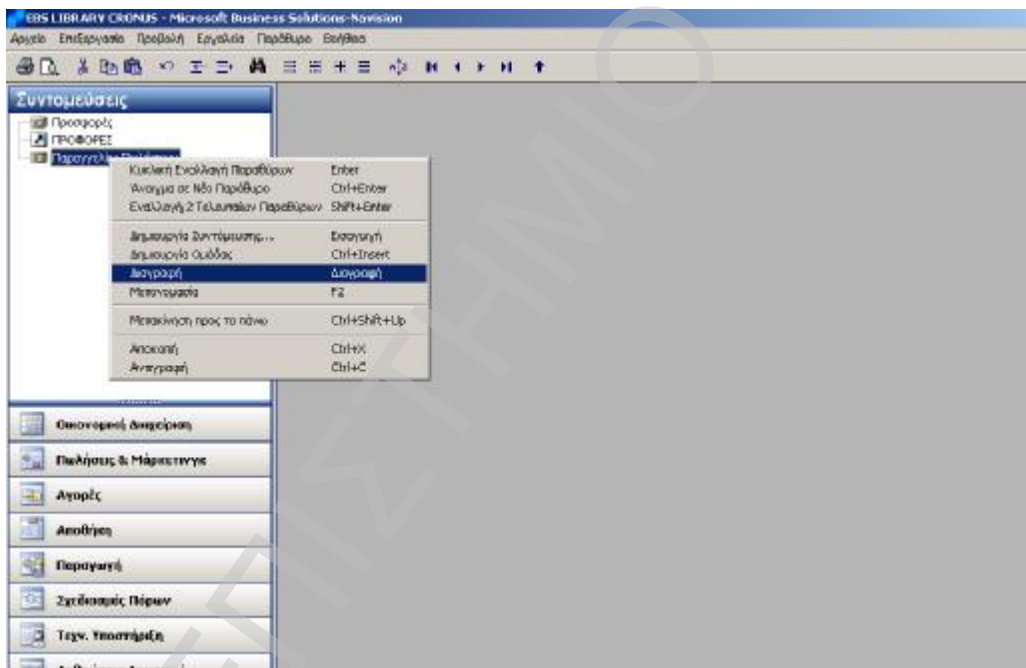 EBS LIBRARY CRONUS - Microsoft Business Solutions-Navision
Αρχείο Επεξεργασία Προβολή Εργαλεία Παράθυρο Βοήθεια
Συντομεύσεις
Προσφορές
ΠΡΟΦΟΡΕΣ
Παραγγελίες
Κυκλική Εναλλαγή Παραθύρων Enter
Άνοιγμα σε Νέο Παράθυρο Ctrl+Enter
Εναλλαγή 2 Τελευταίων Παραθύρων Shift+Enter
Δημιουργία Συντόμευσης... Εισαγωγή
Δημιουργία Ομάδας Ctrl+Insert
Διαγραφή Διαγραφή
Μετονομασία F2
Μετακίνηση προς τα πάνω Ctrl+Shift+Up
Αποκοπή Ctrl+X
Αντιγραφή Ctrl+C
Οικονομική Διαχείριση
Πωλήσεις & Μάρκετινγκ
Αγορές
Αποθήκη
Παραγωγή
Σχεδιασμός Πόρων
Τεχν. Υποστήριξη